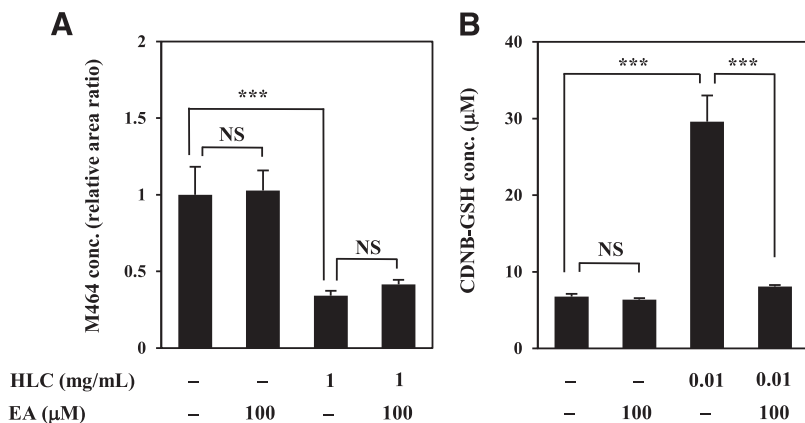 A
M464 conc. (relative area ratio)
2
1.5
1
0.5
0
***
NS
NS
B
CDNB-GSH conc. (μM)
40
30
20
10
0
***
***
NS
HLC (mg/mL) – – 1 1 – – 0.01 0.01
EA (μM) – 100 – 100 – 100 – 100